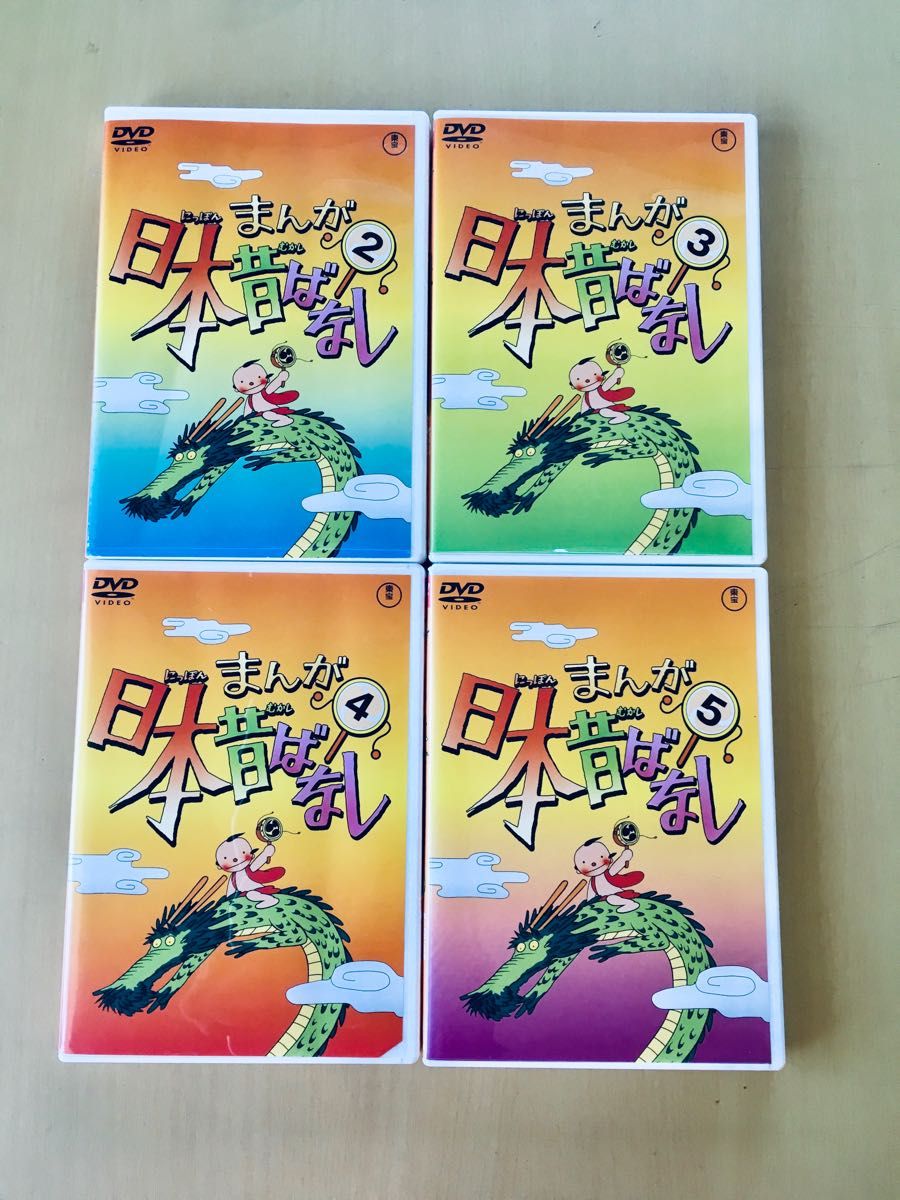 DVD
VIDEO
東宝
まんが
にっぽん
日本
むかし
昔ばなし
2
DVD
VIDEO
東宝
まんが
にっぽん
日本
むかし
昔ばなし
3
DVD
VIDEO
東宝
まんが
にっぽん
日本
むかし
昔ばなし
4
DVD
VIDEO
東宝
まんが
にっぽん
日本
むかし
昔ばなし
5